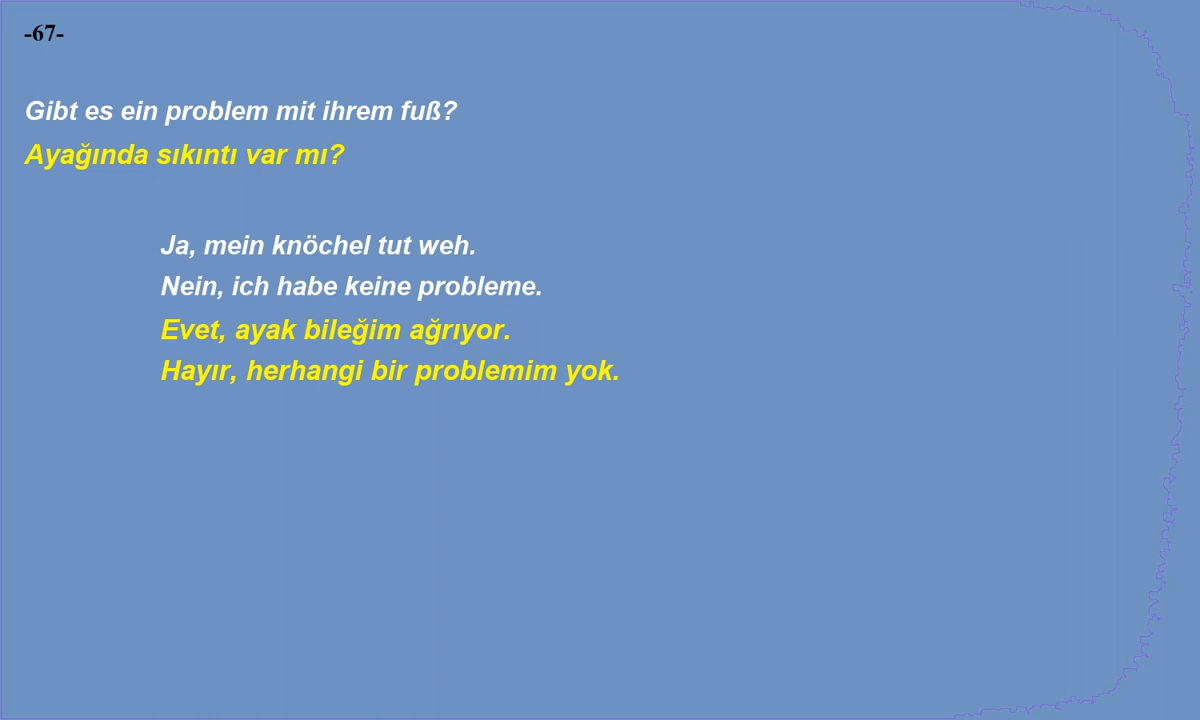 -67-
Gibt es ein problem mit ihrem fuß?
Ayağında sıkıntı var mı?
Ja, mein knöchel tut weh.
Nein, ich habe keine probleme.
Evet, ayak bileğim ağrıyor.
Hayır, herhangi bir problemim yok.